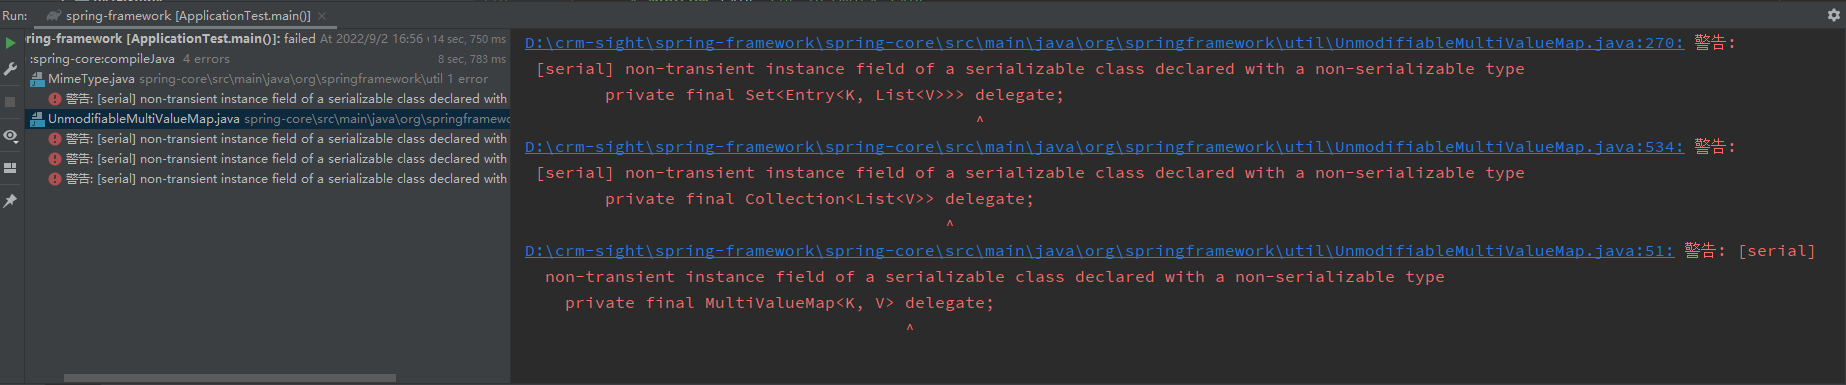 Run: spring-framework [ApplicationTest.main()] ×
ring-framework [ApplicationTest.main()]: failed At 2022/9/2 16:56 14 sec, 750 ms
:spring-core:compileJava 4 errors 8 sec, 783 ms
MimeType.java spring-core\src\main\java\org\springframework\util 1 error
警告: [serial] non-transient instance field of a serializable class declared with
UnmodifiableMultiValueMap.java spring-core\src\main\java\org\springframewo
警告: [serial] non-transient instance field of a serializable class declared with
警告: [serial] non-transient instance field of a serializable class declared with
警告: [serial] non-transient instance field of a serializable class declared with
D:\crm-sight\spring-framework\spring-core\src\main\java\org\springframework\util\UnmodifiableMultiValueMap.java:270: 警告:
[serial] non-transient instance field of a serializable class declared with a non-serializable type
private final Set<Entry<K, List<V>>> delegate;
^
D:\crm-sight\spring-framework\spring-core\src\main\java\org\springframework\util\UnmodifiableMultiValueMap.java:534: 警告:
[serial] non-transient instance field of a serializable class declared with a non-serializable type
private final Collection<List<V>> delegate;
^
D:\crm-sight\spring-framework\spring-core\src\main\java\org\springframework\util\UnmodifiableMultiValueMap.java:51: 警告: [serial]
non-transient instance field of a serializable class declared with a non-serializable type
private final MultiValueMap<K, V> delegate;
^